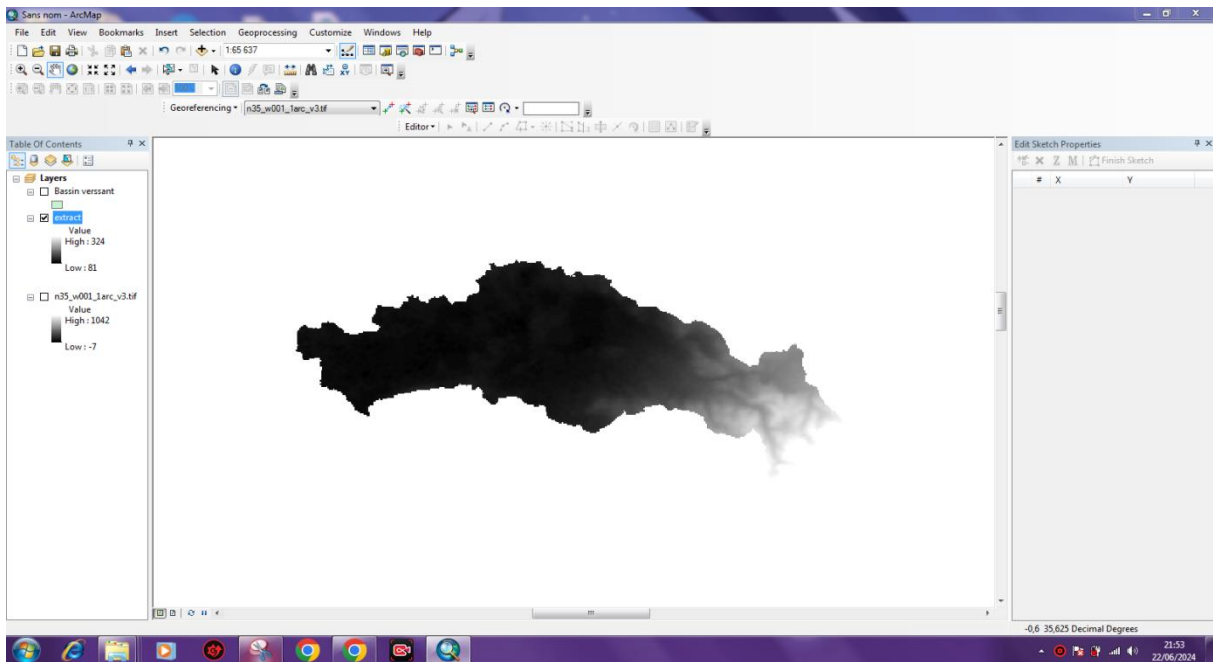 Sans nom - ArcMap
File Edit View Bookmarks Insert Selection Geoprocessing Customize Windows Help
1:65 637
Georeferencing n35_w001_1arc_v3.tif
Editor
Table Of Contents
Layers
Bassin verssant
extract
Value
High : 324
Low : 81
n35_w001_1arc_v3.tif
Value
High : 1042
Low : -7
Edit Sketch Properties
Z M Finish Sketch
# X Y
-0,6 35,625 Decimal Degrees
21:53
22/06/2024